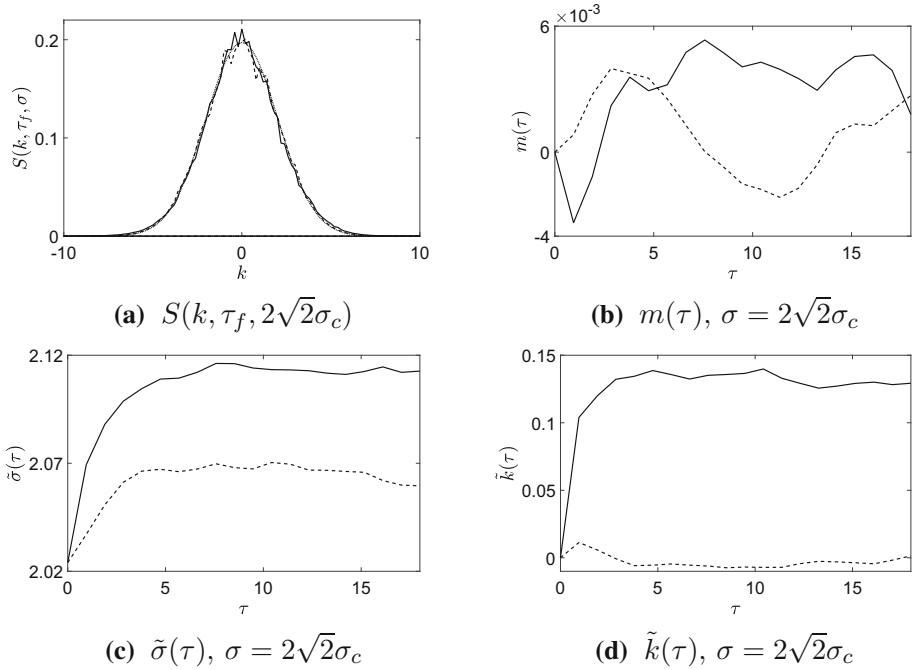 0.2
0.1
0
-10
0
10
S(k, τ_f, σ)
k
(a) S(k, τ_f, 2√2σ_c)
6 ×10⁻³
0
-4
0
5
10
15
m(τ)
τ
(b) m(τ), σ = 2√2σ_c
2.12
2.07
2.02
0
5
10
15
σ̃(τ)
τ
(c) σ̃(τ), σ = 2√2σ_c
0.15
0.1
0.05
0
0
5
10
15
k̃(τ)
τ
(d) k̃(τ), σ = 2√2σ_c